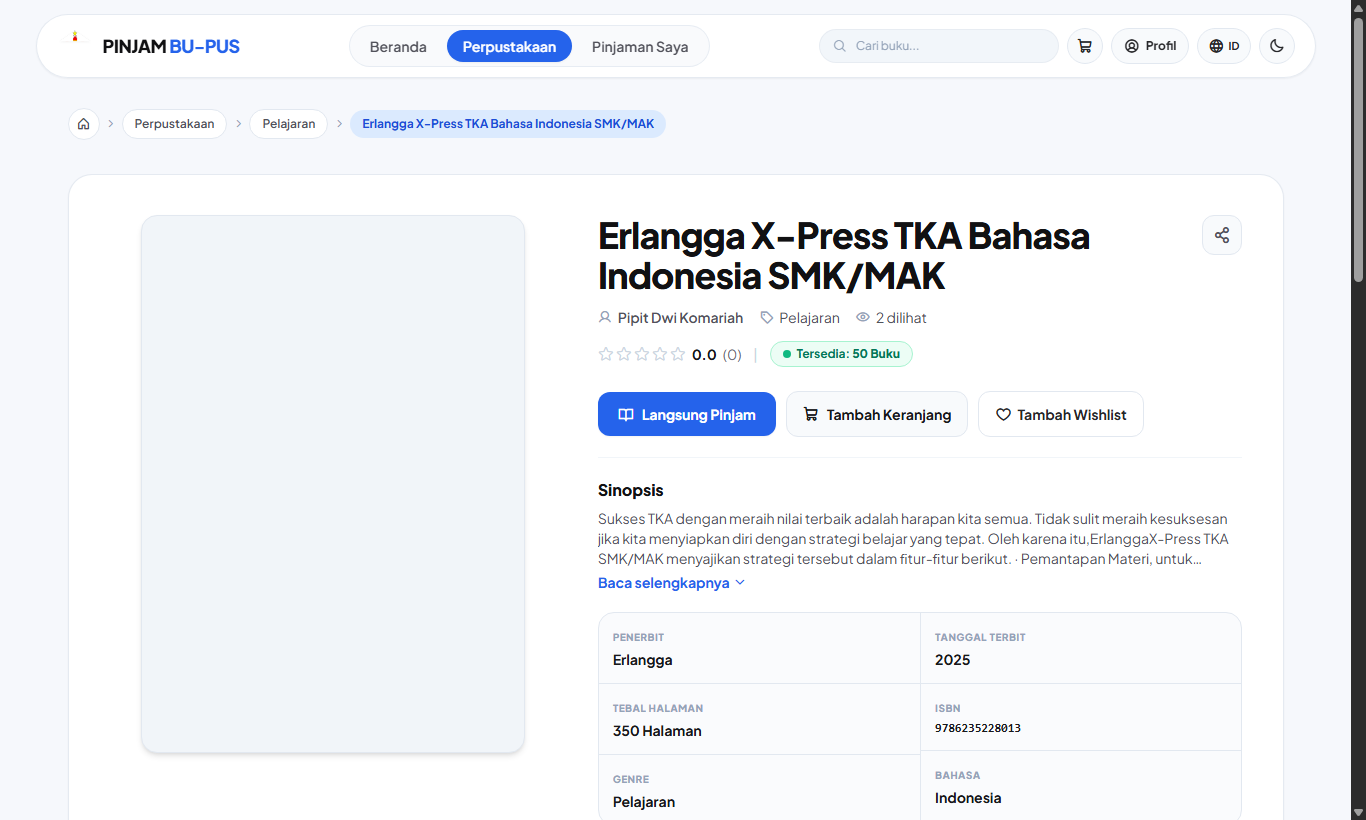 PINJAM BU-PUS
Beranda
Perpustakaan
Pinjaman Saya
Cari buku...
Profil
ID
Perpustakaan
Pelajaran
Erlangga X-Press TKA Bahasa Indonesia SMK/MAK
Erlangga X-Press TKA Bahasa
Indonesia SMK/MAK
Pipit Dwi Komariah
Pelajaran
2 dilihat
0.0 (0) |
Tersedia: 50 Buku
Langsung Pinjam
Tambah Keranjang
Tambah Wishlist
Sinopsis
Sukses TKA dengan meraih nilai terbaik adalah harapan kita semua. Tidak sulit meraih kesuksesan
jika kita menyiapkan diri dengan strategi belajar yang tepat. Oleh karena itu,ErlanggaX-Press TKA
SMK/MAK menyajikan strategi tersebut dalam fitur-fitur berikut. · Pemantapan Materi, untuk...
Baca selengkapnya
PENERBIT
Erlangga
TANGGAL TERBIT
2025
TEBAL HALAMAN
350 Halaman
ISBN
9786235228013
GENRE
Pelajaran
BAHASA
Indonesia